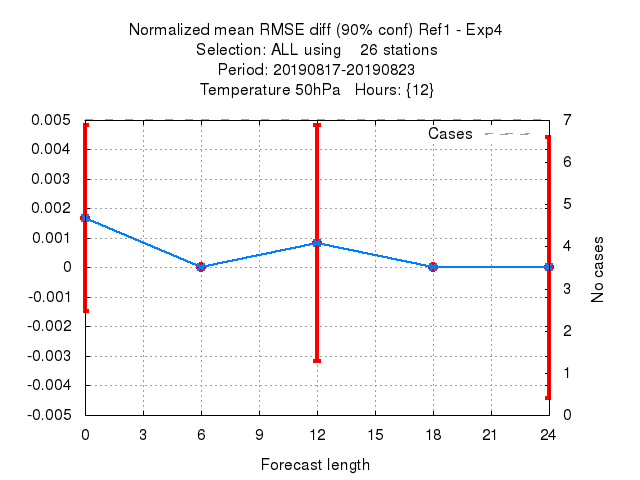 Normalized mean RMSE diff (90% conf) Ref1 - Exp4
Selection: ALL using    26 stations
Period: 20190817-20190823
Temperature 50hPa   Hours: {12}
Cases
0.005
0.004
0.003
0.002
0.001
0
-0.001
-0.002
-0.003
-0.004
-0.005
7
6
5
4
3
2
1
0
No cases
0 3 6 9 12 15 18 21 24
Forecast length